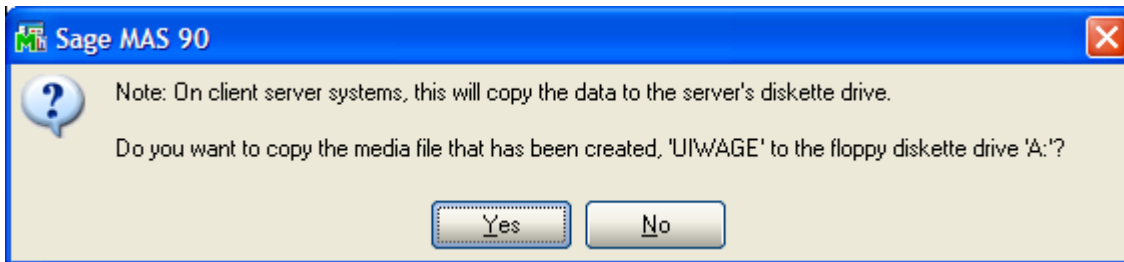 Sage MAS 90
Note: On client server systems, this will copy the data to the server's diskette drive.
Do you want to copy the media file that has been created, 'UIWAGE' to the floppy diskette drive 'A:'?
Yes No